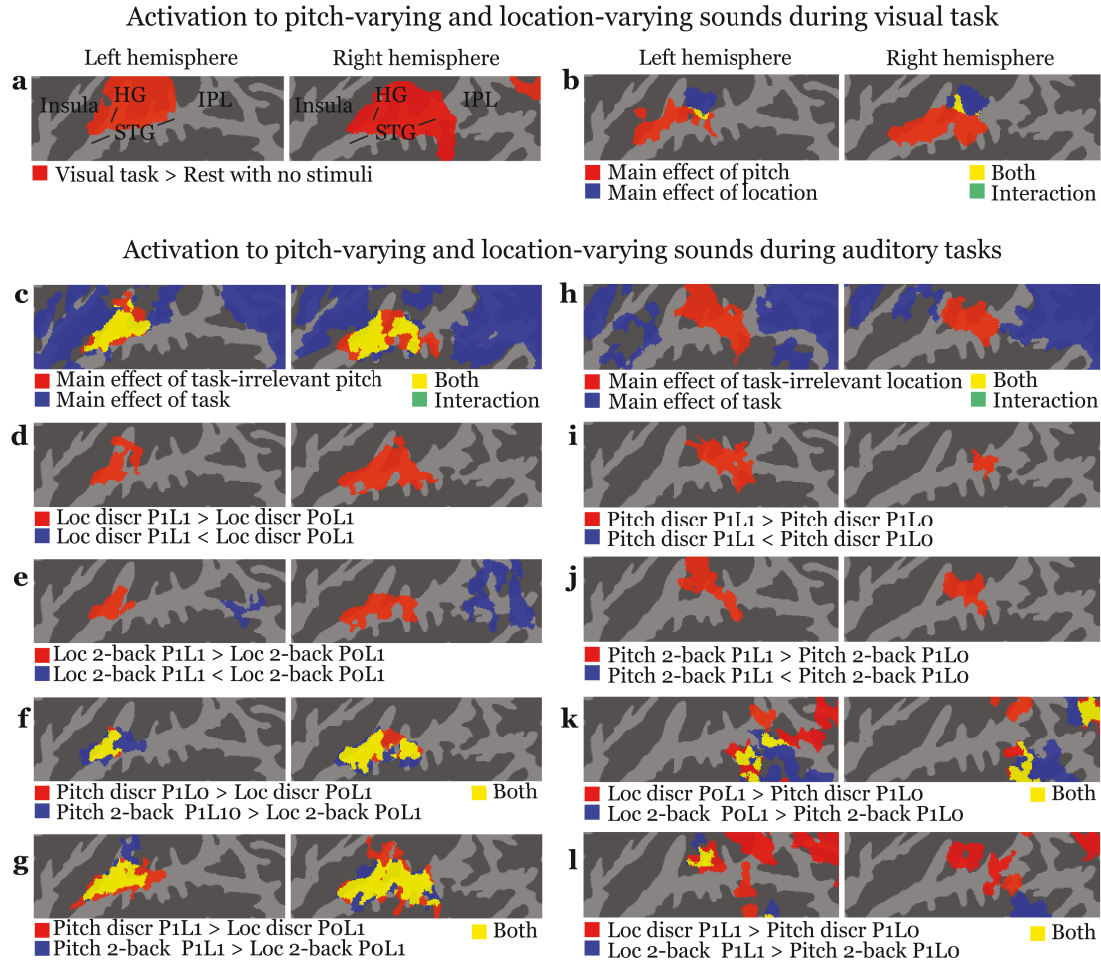 Activation to pitch-varying and location-varying sounds during visual task
Left hemisphere
Right hemisphere
a
Insula
HG
STG
IPL
Insula
HG
STG
IPL
Visual task > Rest with no stimuli
Left hemisphere
Right hemisphere
b
Main effect of pitch
Main effect of location
Both
Interaction
Activation to pitch-varying and location-varying sounds during auditory tasks
c
Main effect of task-irrelevant pitch
Main effect of task
Both
Interaction
d
Loc discr P1L1 > Loc discr P0L1
Loc discr P1L1 < Loc discr P0L1
e
Loc 2-back P1L1 > Loc 2-back P0L1
Loc 2-back P1L1 < Loc 2-back P0L1
f
Pitch discr P1L0 > Loc discr P0L1
Pitch 2-back P1L10 > Loc 2-back P0L1
Both
g
Pitch discr P1L1 > Loc discr P0L1
Pitch 2-back P1L1 > Loc 2-back P0L1
Both
h
Main effect of task-irrelevant location
Main effect of task
Both
Interaction
i
Pitch discr P1L1 > Pitch discr P1L0
Pitch discr P1L1 < Pitch discr P1L0
j
Pitch 2-back P1L1 > Pitch 2-back P1L0
Pitch 2-back P1L1 < Pitch 2-back P1L0
k
Loc discr P0L1 > Pitch discr P1L0
Loc 2-back P0L1 > Pitch 2-back P1L0
Both
l
Loc discr P1L1 > Pitch discr P1L0
Loc 2-back P1L1 > Pitch 2-back P1L0
Both